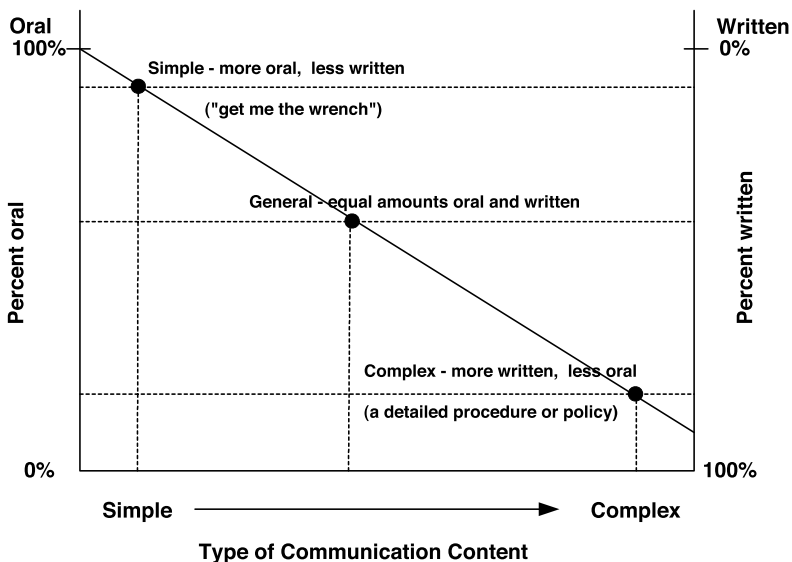 Oral
Written
100%
0%
Simple - more oral, less written
("get me the wrench")
General - equal amounts oral and written
Percent oral
Percent written
Complex - more written, less oral
(a detailed procedure or policy)
0%
100%
Simple
Complex
Type of Communication Content